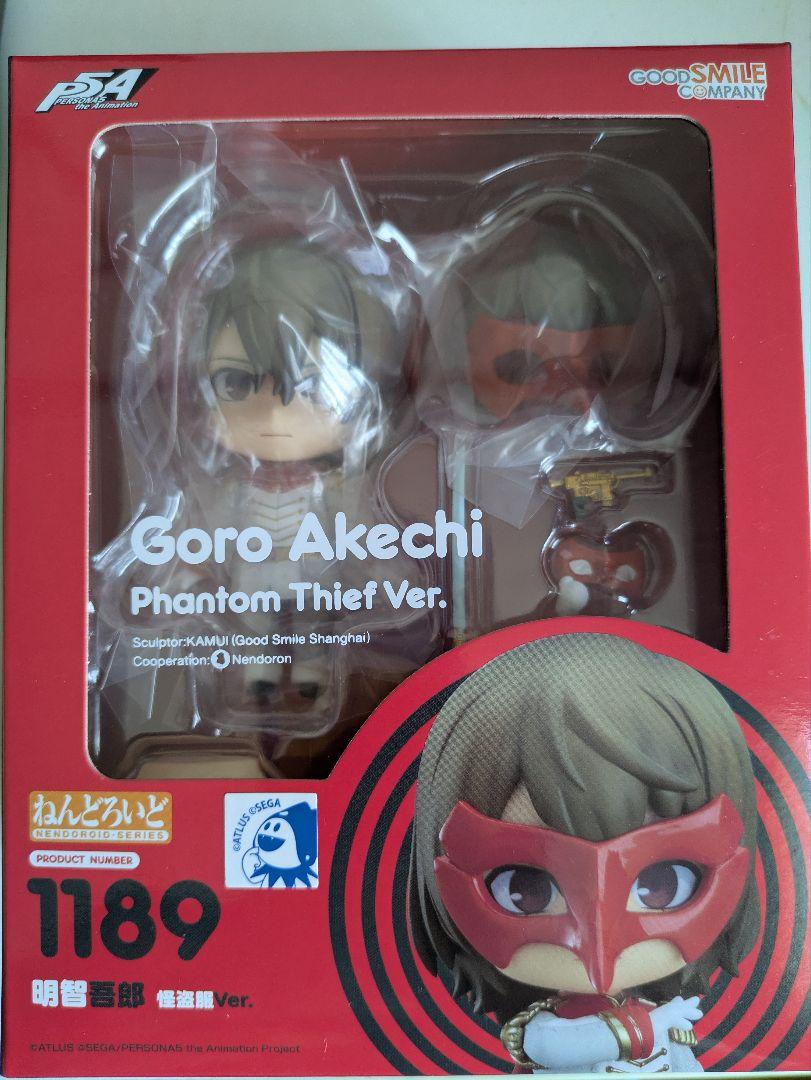 P5A
PERSONA5
the Animation
GOODSMILE
COMPANY
Goro Akechi
Phantom Thief Ver.
Sculptor:KAMUI (Good Smile Shanghai)
Cooperation: Nendoron
ねんどろいど
NENDOROID・SERIES
©ATLUS ©SEGA
PRODUCT NUMBER
1189
明智吾郎 怪盗服Ver.
©ATLUS ©SEGA/PERSONA5 the Animation Project